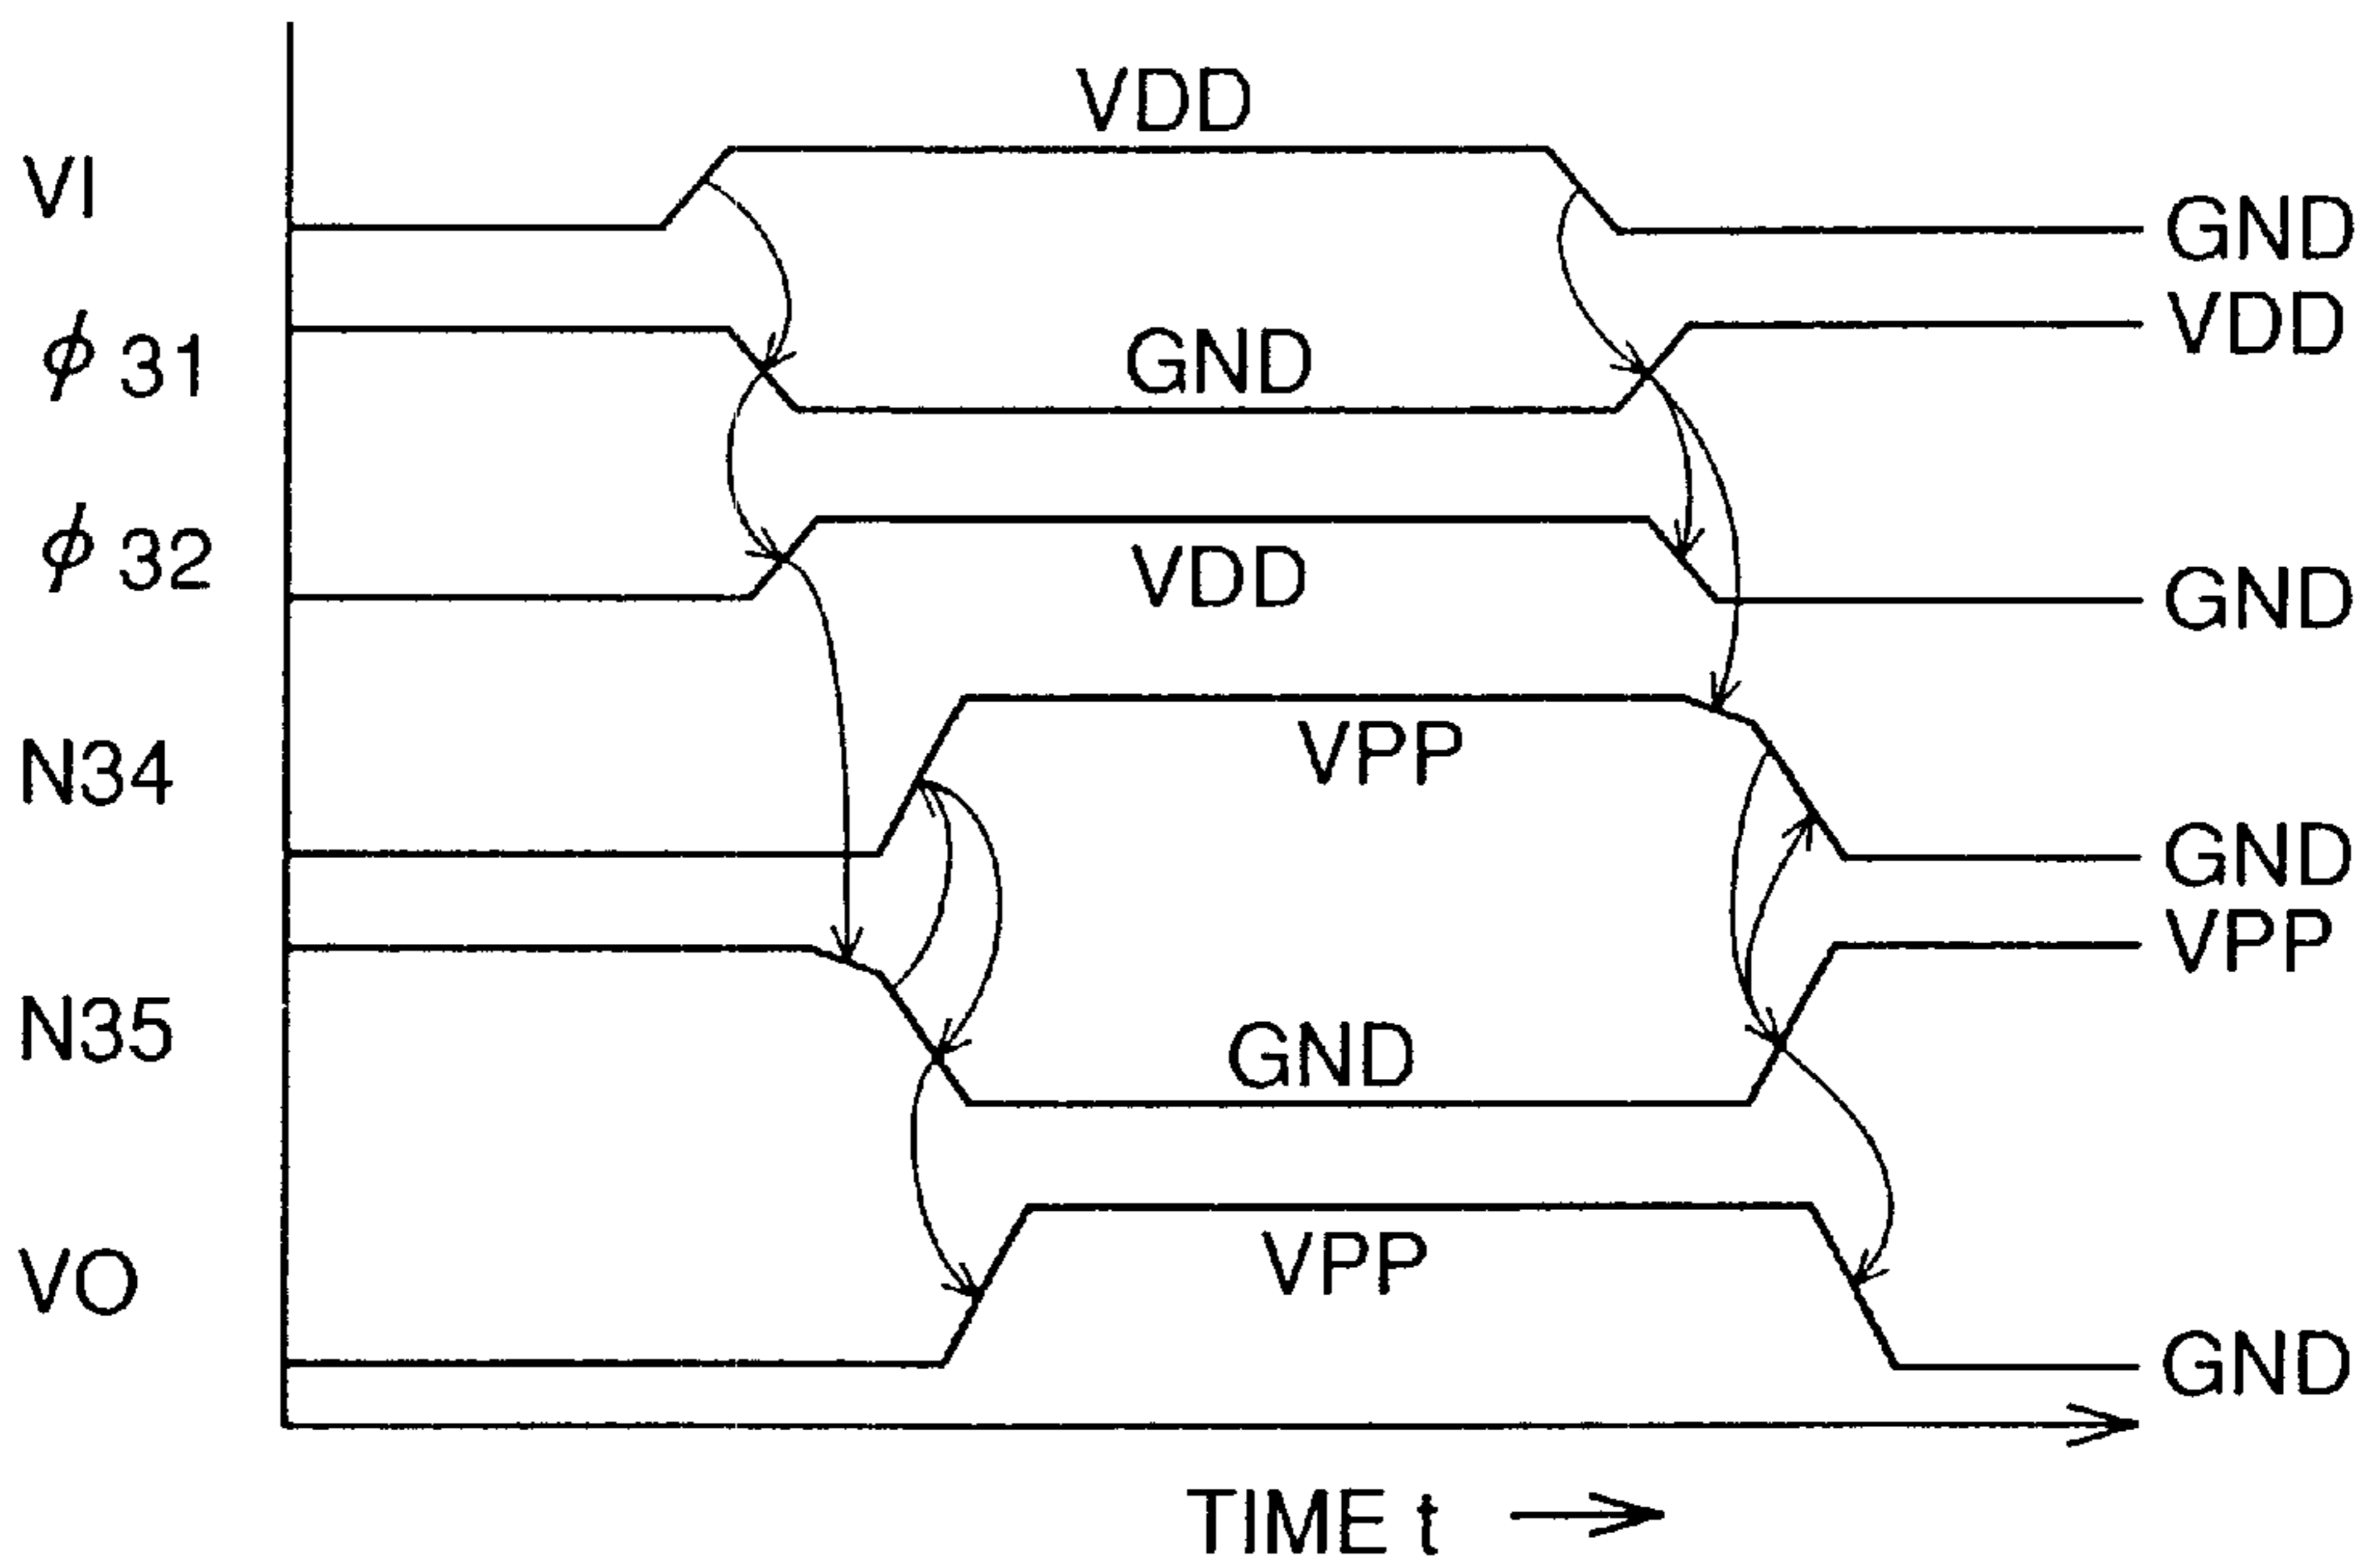 VDD
VI
GND
VDD
ϕ31
GND
ϕ32
VDD
GND
N34
VPP
GND
VPP
N35
GND
VO
VPP
GND
TIME t